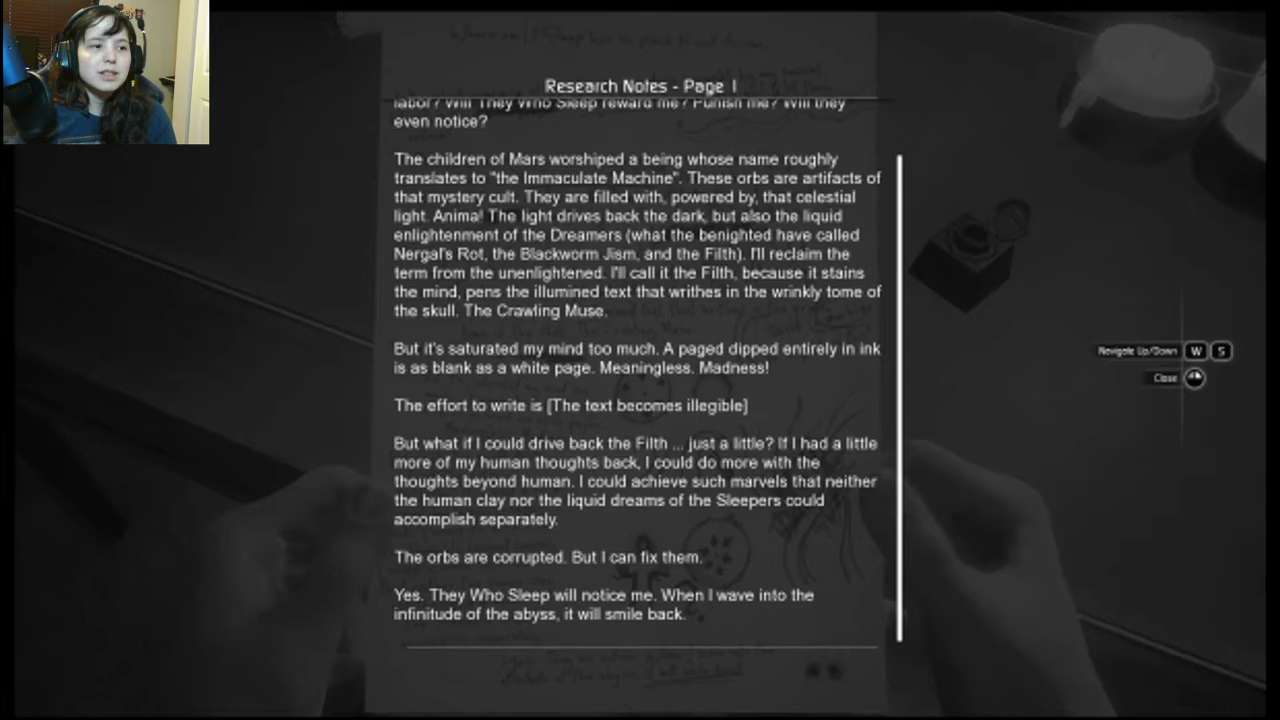 Research Notes - Page 1
labor? Will They Who Sleep reward me? Punish me? Will they
even notice?
The children of Mars worshiped a being whose name roughly
translates to "the Immaculate Machine". These orbs are artifacts of
that mystery cult. They are filled with, powered by, that celestial
light. Anima! The light drives back the dark, but also the liquid
enlightenment of the Dreamers (what the benighted have called
Nergal's Rot, the Blackworm Jism, and the Filth). I'll reclaim the
term from the unenlightened. I'll call it the Filth, because it stains
the mind, pens the illumined text that writhes in the wrinkly tome of
the skull. The Crawling Muse.
But it's saturated my mind too much. A paged dipped entirely in ink
is as blank as a white page. Meaningless. Madness!
The effort to write is [The text becomes illegible]
But what if I could drive back the Filth ... just a little? If I had a little
more of my human thoughts back, I could do more with the
thoughts beyond human. I could achieve such marvels that neither
the human clay nor the liquid dreams of the Sleepers could
accomplish separately.
The orbs are corrupted. But I can fix them.
Yes. They Who Sleep will notice me. When I wave into the
infinitude of the abyss, it will smile back.
Navigate Up/Down W S
Close